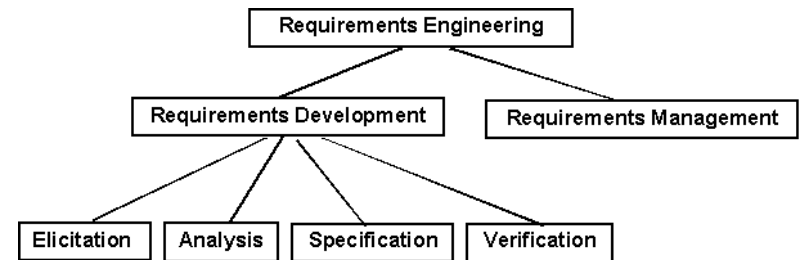 Requirements Engineering
Requirements Development
Requirements Management
Elicitation
Analysis
Specification
Verification